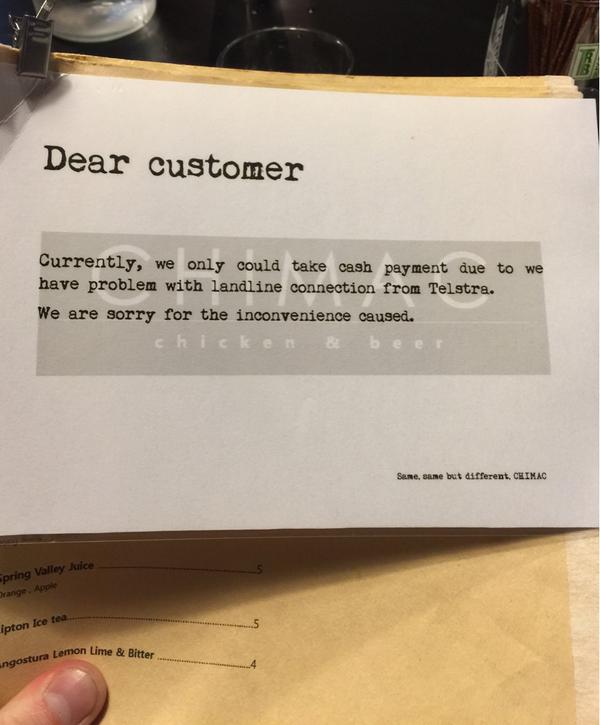 Dear customer
CHIMAC
Currently, we only could take cash payment due to we
have problem with landline connection from Telstra.
We are sorry for the inconvenience caused.
chicken & beer
Same, same but different, CHIMAC
Spring Valley Juice 5
Orange . Apple
ipton Ice tea 5
ngostura Lemon Lime & Bitter 4